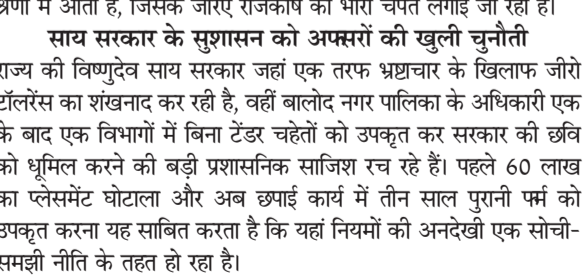 श्रेणी में आता है, जिसके जरिए राजकोष को भारी चपत लगाई जा रही है।
साय सरकार के सुशासन को अफ्सरों की खुली चुनौती
राज्य की विष्णुदेव साय सरकार जहां एक तरफ भ्रष्टाचार के खिलाफ जीरो
टॉलरेंस का शंखनाद कर रही है, वहीं बालोद नगर पालिका के अधिकारी एक
के बाद एक विभागों में बिना टेंडर चहेतों को उपकृत कर सरकार की छवि
को धूमिल करने की बड़ी प्रशासनिक साजिश रच रहे हैं। पहले 60 लाख
का प्लेसमेंट घोटाला और अब छपाई कार्य में तीन साल पुरानी फर्म को
उपकृत करना यह साबित करता है कि यहां नियमों की अनदेखी एक सोची-
समझी नीति के तहत हो रहा है।